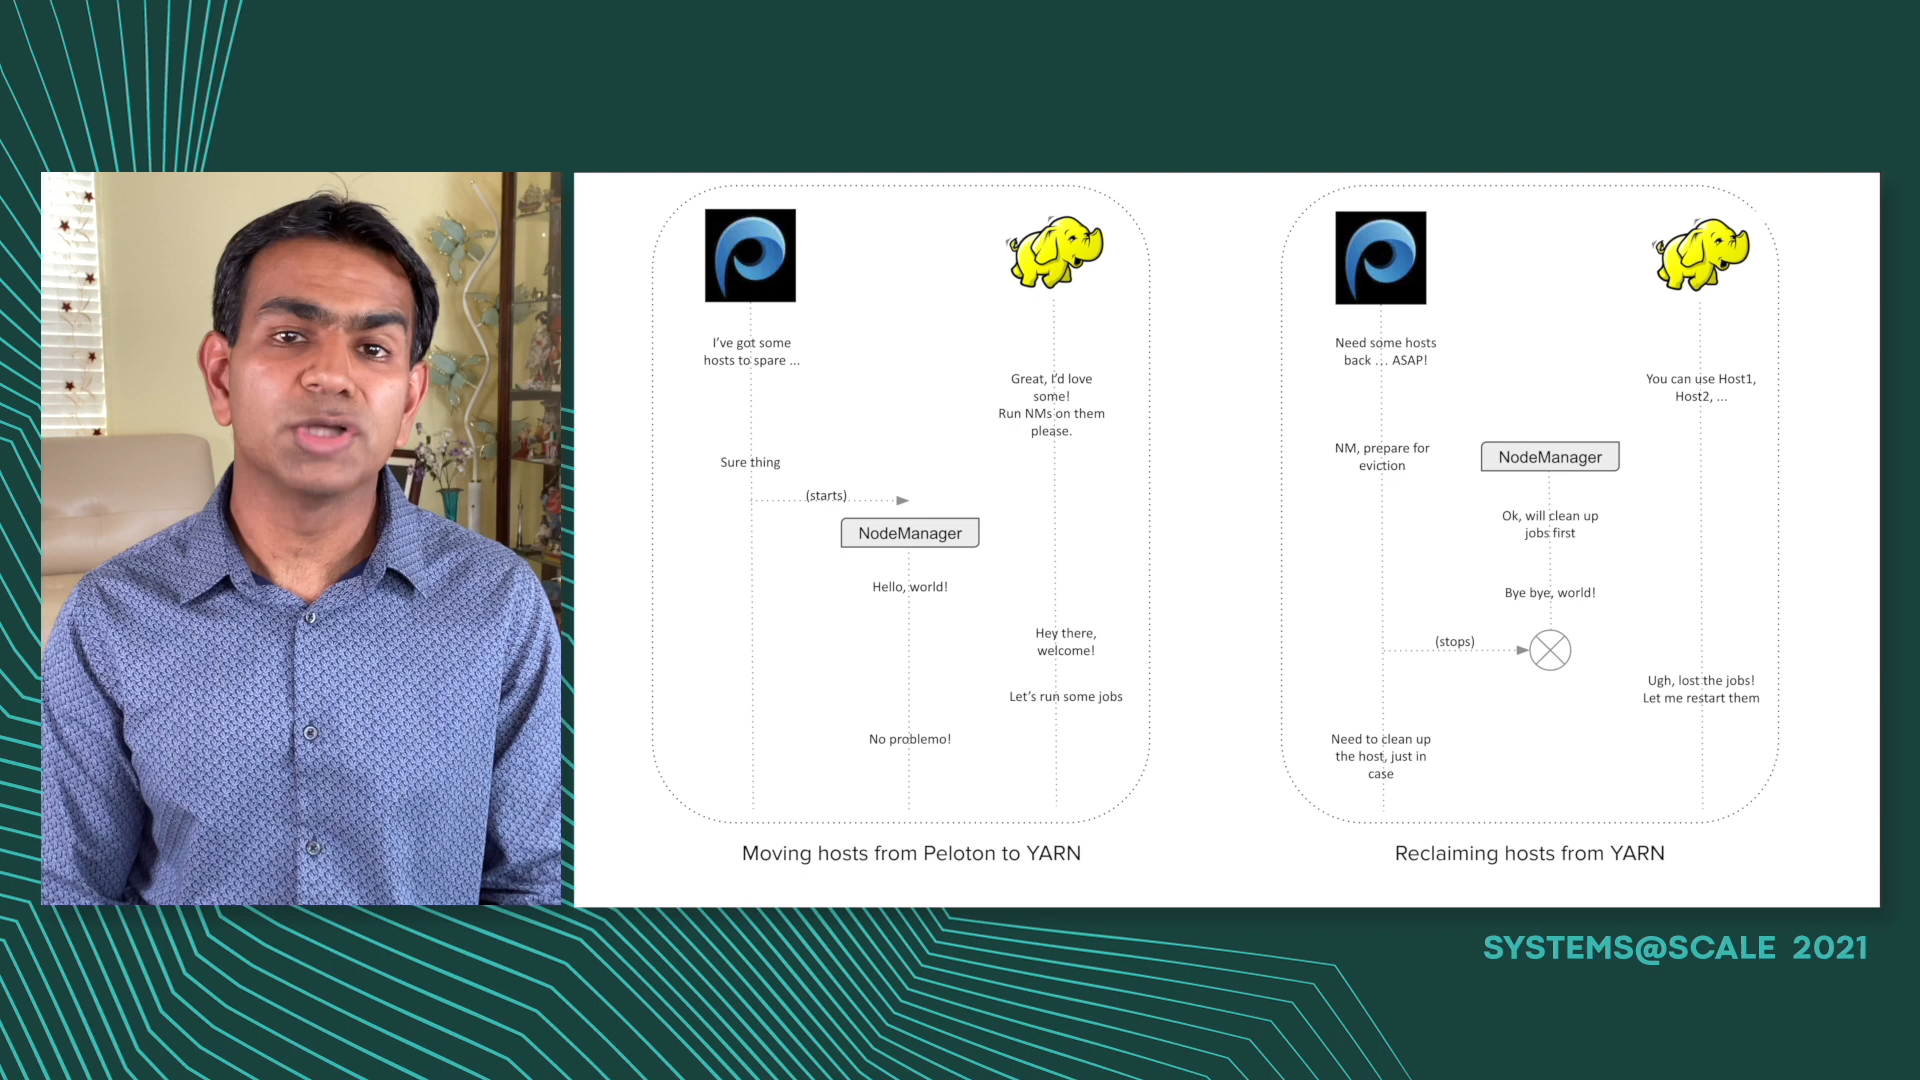 I’ve got some
hosts to spare ...
Great, I’d love
some!
Run NMs on them
please.
Sure thing
(starts)
NodeManager
Hello, world!
Hey there,
welcome!
Let’s run some jobs
No problemo!
Moving hosts from Peloton to YARN
Need some hosts
back ... ASAP!
You can use Host1,
Host2, ...
NM, prepare for
eviction
NodeManager
Ok, will clean up
jobs first
Bye bye, world!
(stops)
Ugh, lost the jobs!
Let me restart them
Need to clean up
the host, just in
case
Reclaiming hosts from YARN
SYSTEMS@SCALE 2021